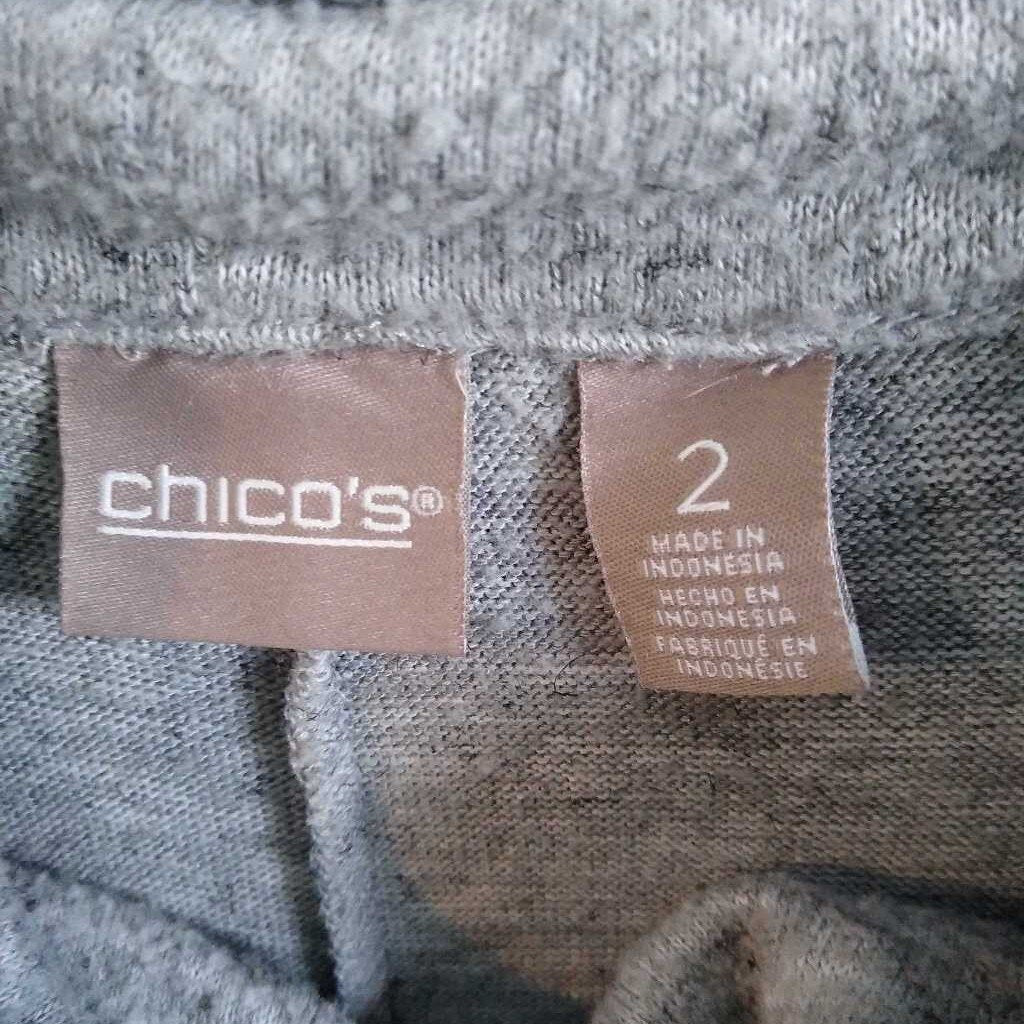 chico's®
2
MADE IN
INDONESIA
HECHO EN
INDONESIA
FABRIQUÉ EN
INDONÉSIE